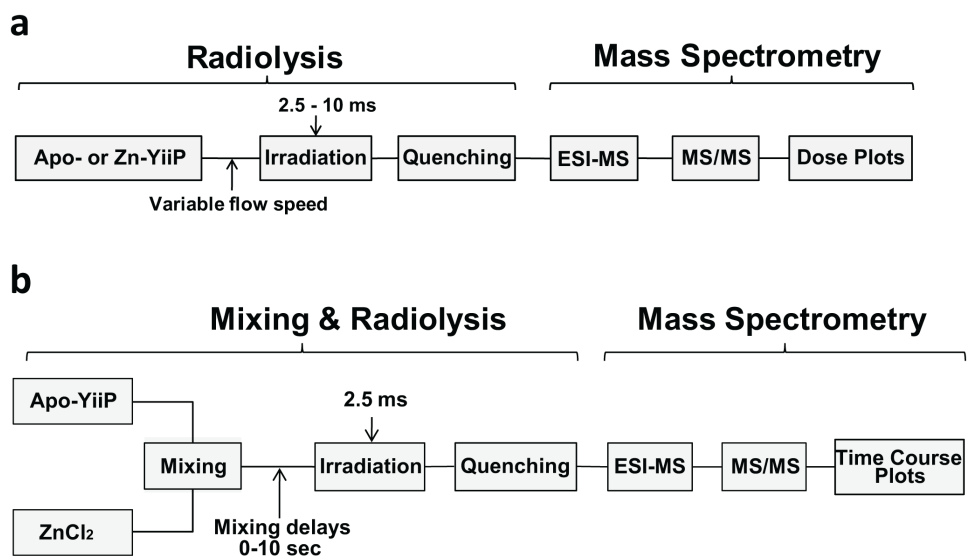 a
Radiolysis
Mass Spectrometry
2.5 - 10 ms
Apo- or Zn-YiiP
Irradiation
Quenching
ESI-MS
MS/MS
Dose Plots
Variable flow speed
b
Mixing & Radiolysis
Mass Spectrometry
Apo-YiiP
2.5 ms
Mixing
Irradiation
Quenching
ESI-MS
MS/MS
Time Course
Plots
ZnCl₂
Mixing delays
0-10 sec